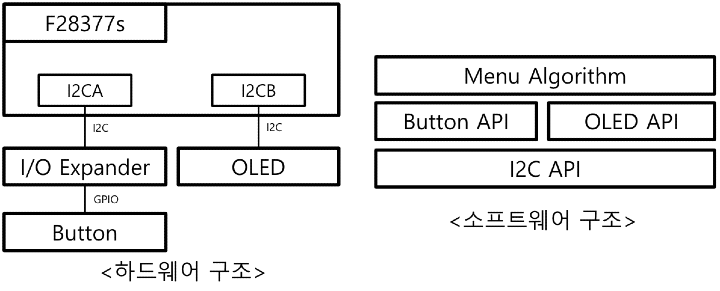 F28377s
I2CA
I2CB
I2C
I2C
I/O Expander
OLED
GPIO
Button
<하드웨어 구조>
Menu Algorithm
Button API
OLED API
I2C API
<소프트웨어 구조>